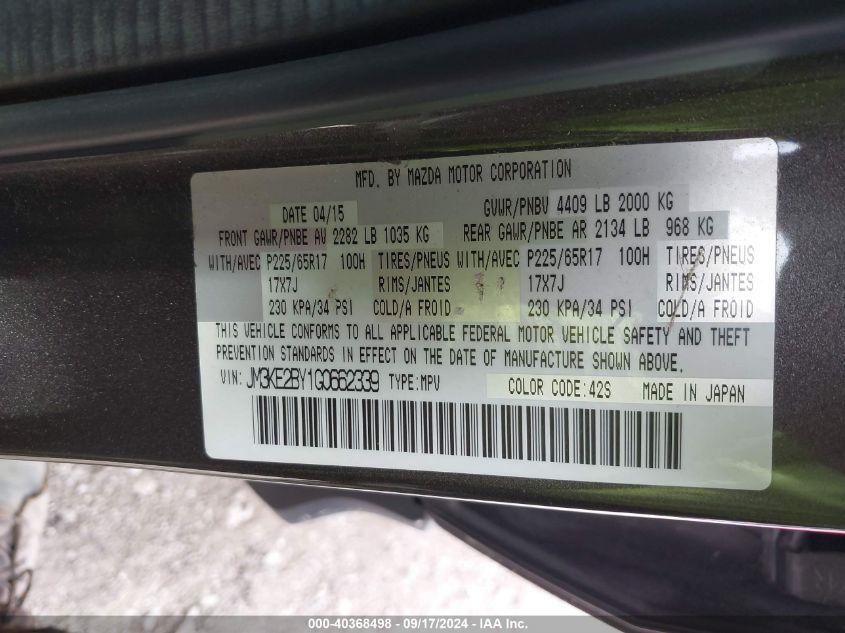 MFD. BY MAZDA MOTOR CORPORATION
DATE 04/15 GVWR/PNBV 4409 LB 2000 KG
FRONT GAWR/PNBE AV 2282 LB 1035 KG REAR GAWR/PNBE AR 2134 LB 968 KG
WITH/AVEC P225/65R17 100H TIRES/PNEUS WITH/AVEC P225/65R17 100H TIRES/PNEUS
17X7J RIMS/JANTES 17X7J RIMS/JANTES
230 KPA/34 PSI COLD/A FROID 230 KPA/34 PSI COLD/A FROID
THIS VEHICLE CONFORMS TO ALL APPLICABLE FEDERAL MOTOR VEHICLE SAFETY AND THEFT
PREVENTION STANDARDS IN EFFECT ON THE DATE OF MANUFACTURE SHOWN ABOVE.
VIN: JM3KE2BY1G0662339 TYPE:MPV COLOR CODE:42S MADE IN JAPAN
000-40368498 - 09/17/2024 - IAA Inc.